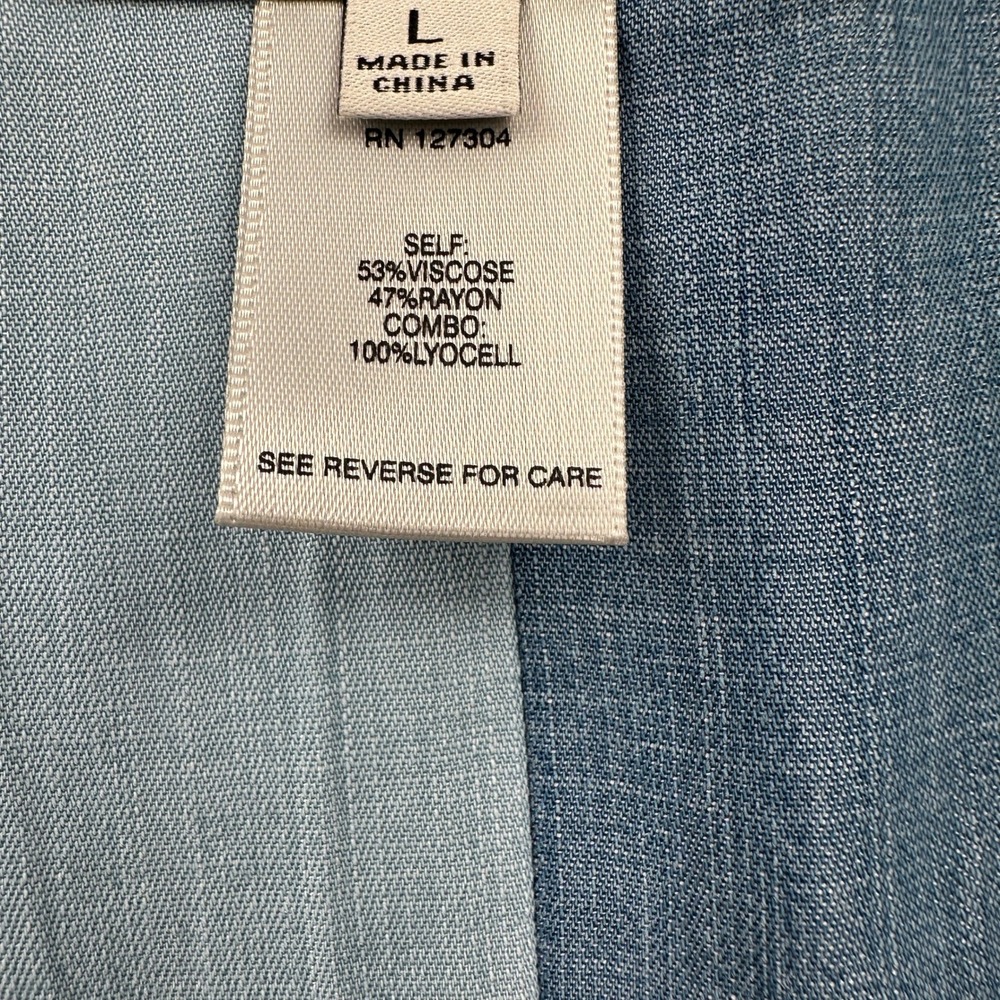 L
MADE IN
CHINA
RN 127304
SELF:
53%VISCOSE
47%RAYON
COMBO:
100%LYOCELL
SEE REVERSE FOR CARE